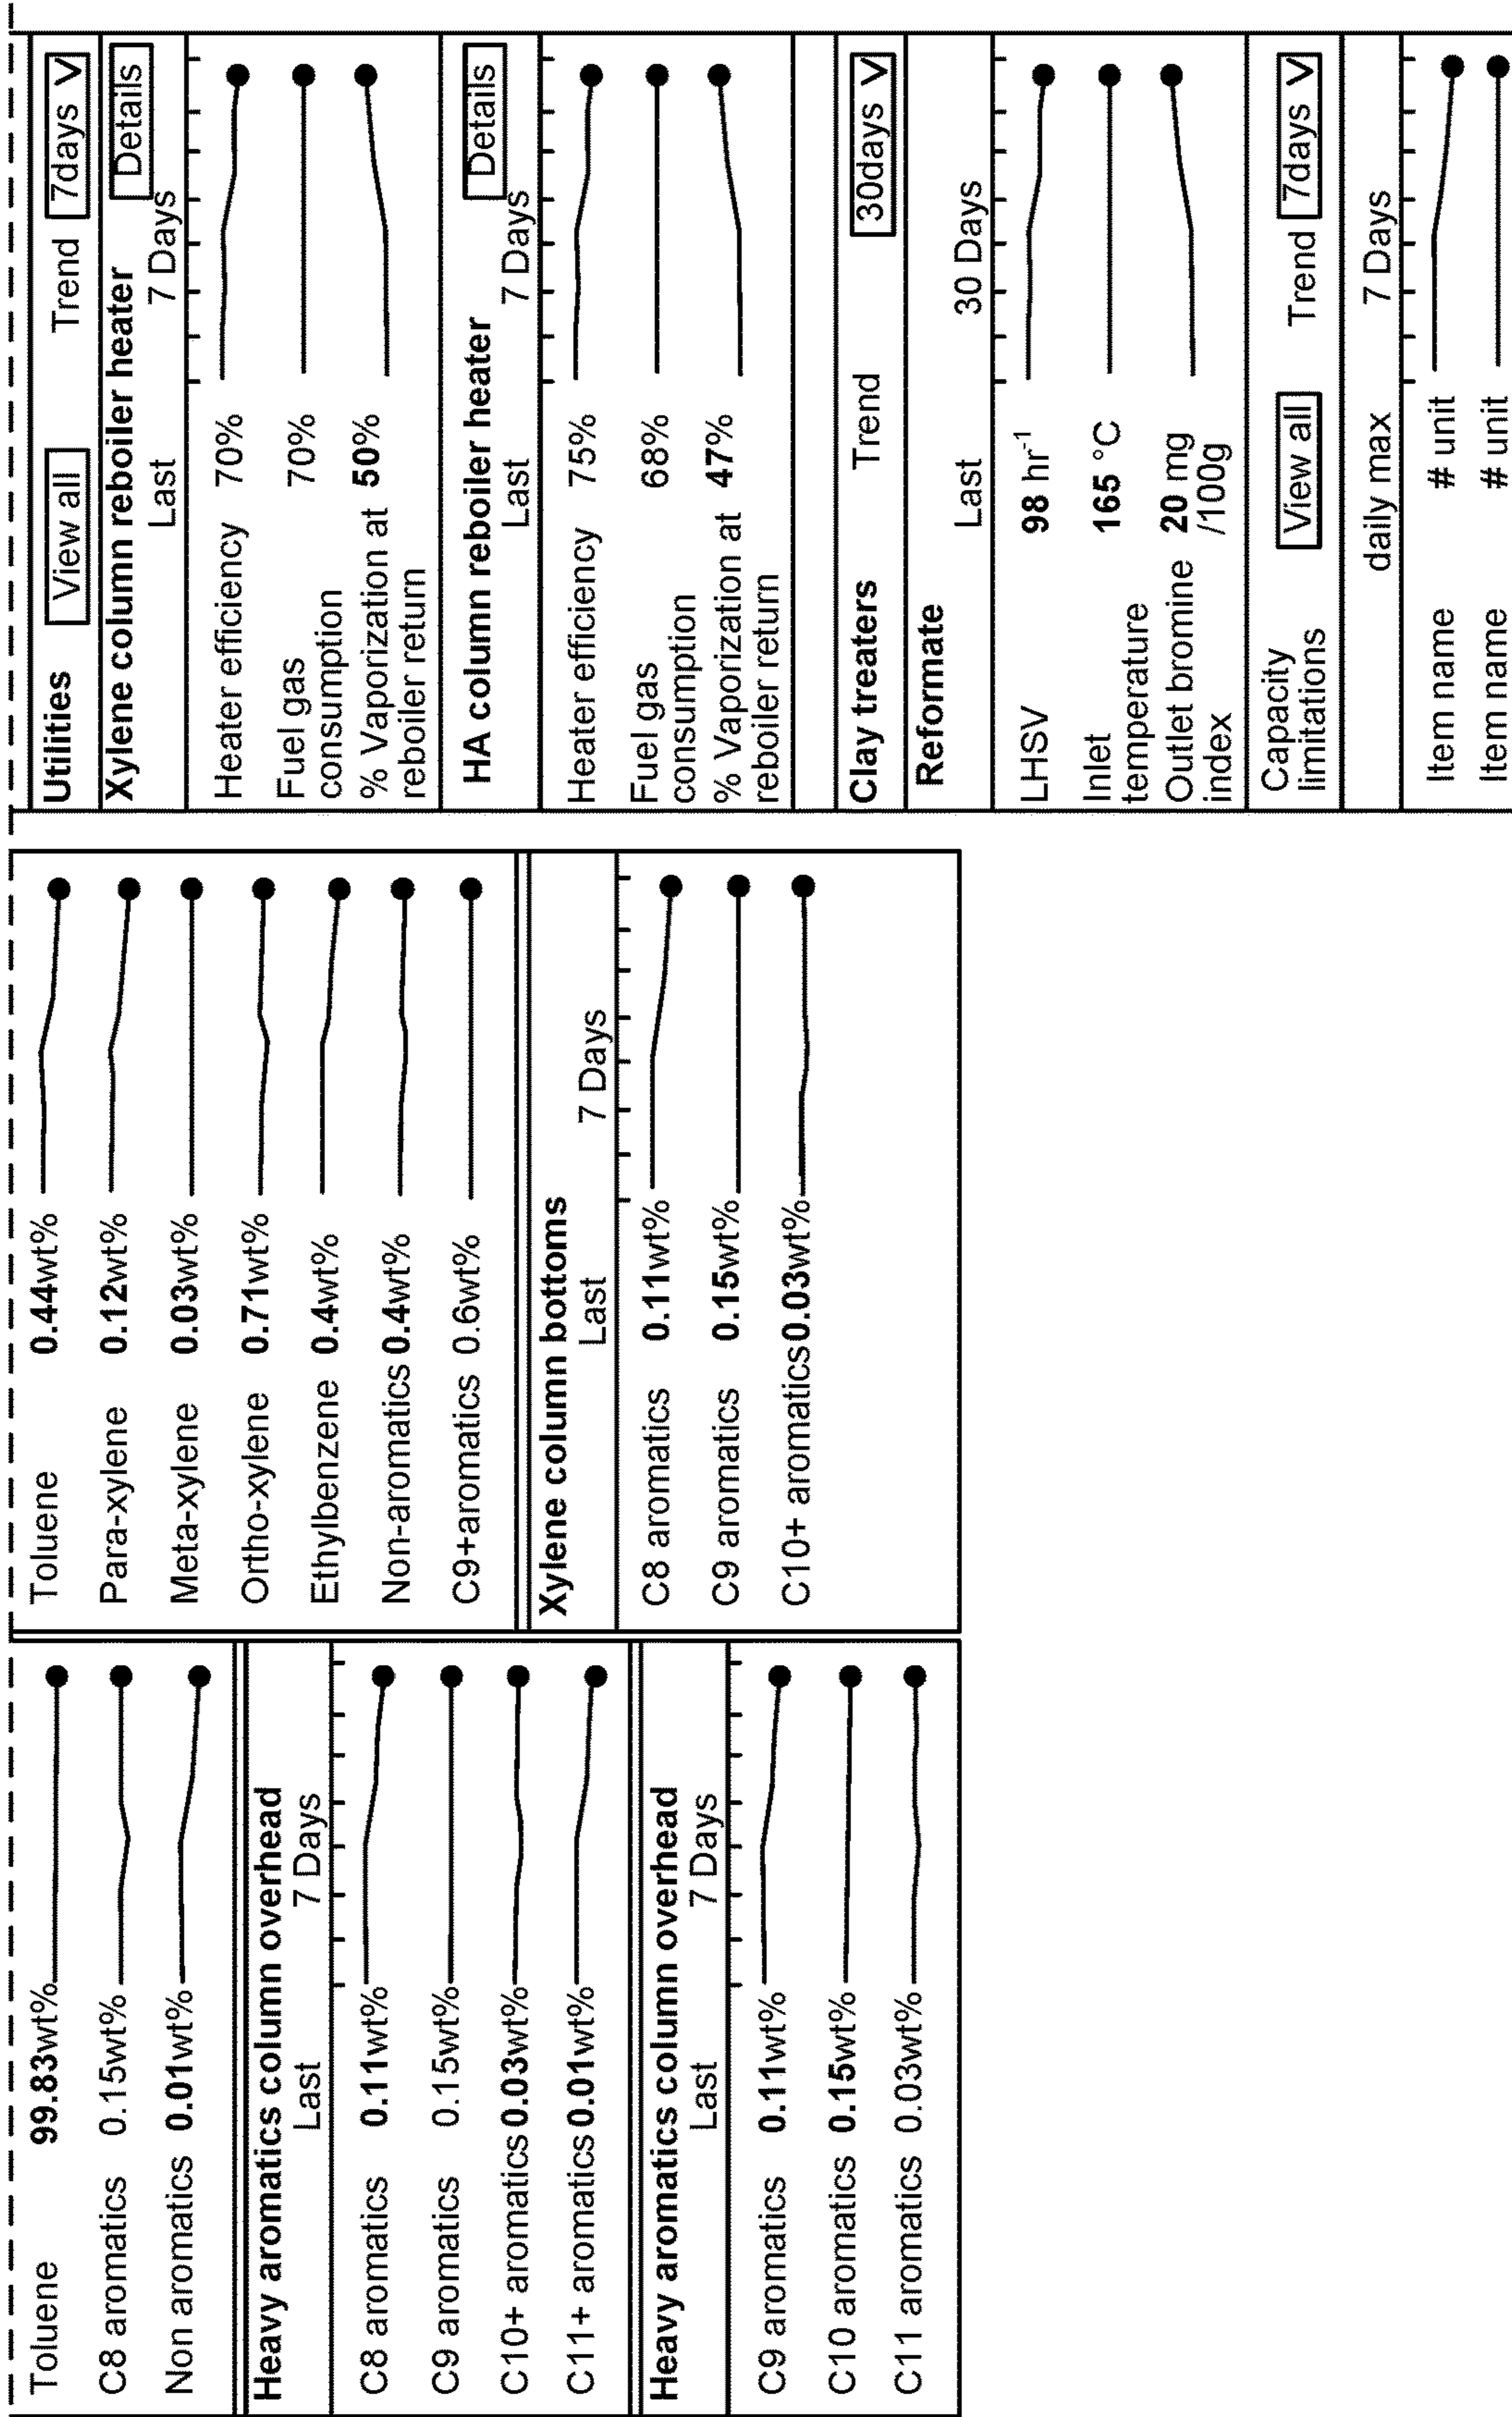 Toluene 99.83wt%
C8 aromatics 0.15wt%
Non aromatics 0.01wt%
Heavy aromatics column overhead
Last 7 Days
C8 aromatics 0.11wt%
C9 aromatics 0.15wt%
C10+ aromatics 0.03wt%
C11+ aromatics 0.01wt%
Heavy aromatics column overhead
Last 7 Days
C9 aromatics 0.11wt%
C10 aromatics 0.15wt%
C11 aromatics 0.03wt%
Toluene 0.44wt%
Para-xylene 0.12wt%
Meta-xylene 0.03wt%
Ortho-xylene 0.71wt%
Ethylbenzene 0.4wt%
Non-aromatics 0.4wt%
C9+aromatics 0.6wt%
Xylene column bottoms
Last 7 Days
C8 aromatics 0.11wt%
C9 aromatics 0.15wt%
C10+ aromatics 0.03wt%
Utilities View all Trend 7days V
Xylene column reboiler heater Details
Last 7 Days
Heater efficiency 70%
Fuel gas 70%
consumption
% Vaporization at 50%
reboiler return
HA column reboiler heater Details
Last 7 Days
Heater efficiency 75%
Fuel gas 68%
consumption
% Vaporization at 47%
reboiler return
Clay treaters Trend 30days V
Reformate
Last 30 Days
LHSV 98 hr-1
Inlet 165 °C
temperature
Outlet bromine 20 mg
index /100g
Capacity View all Trend 7days V
limitations
daily max 7 Days
Item name # unit
Item name # unit